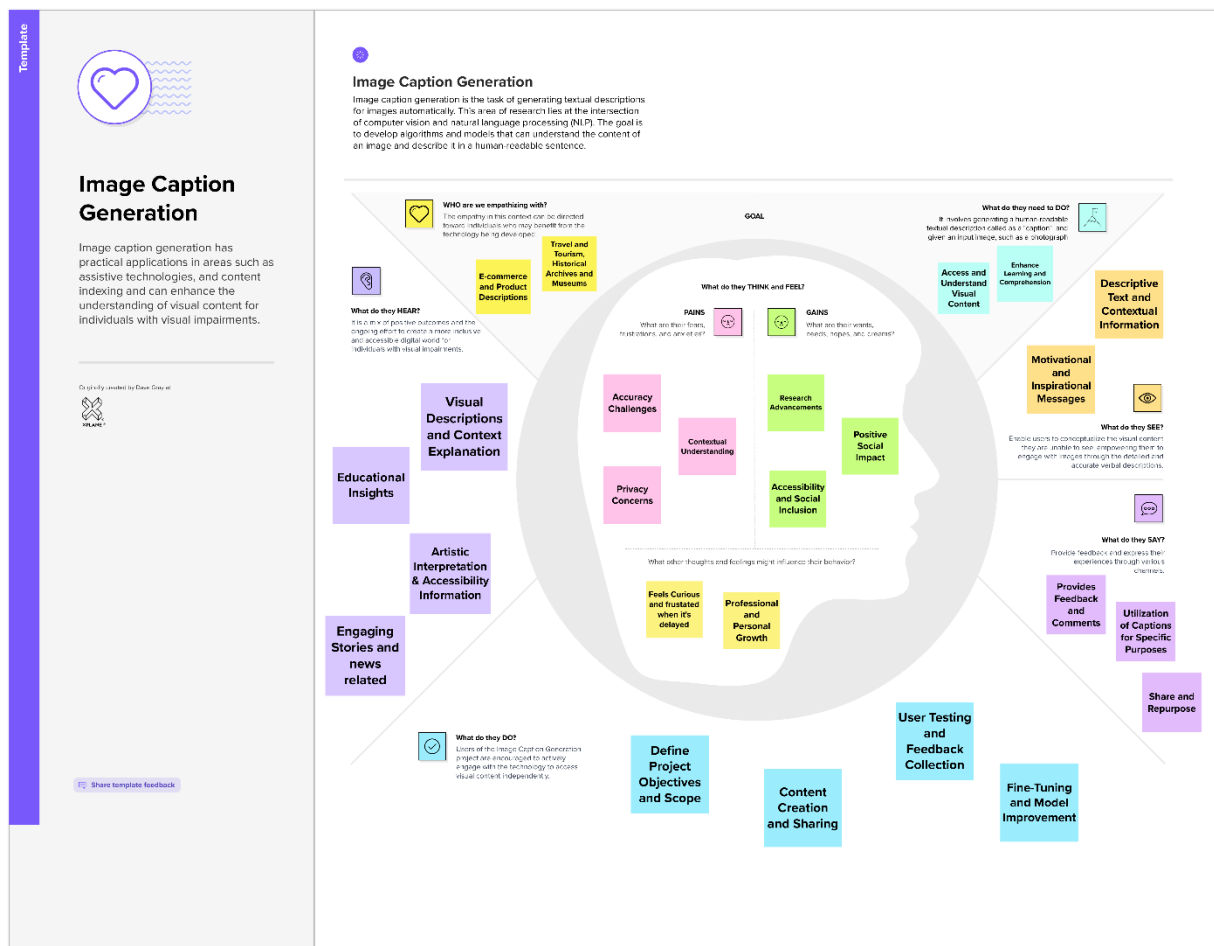 Template
Image Caption
Generation
Image caption generation has
practical applications in areas such as
assistive technologies, and content
indexing and can enhance the
understanding of visual content for
individuals with visual impairments.
Originally created by Dave Gray at
XPLANE
Share template feedback
Image Caption Generation
Image caption generation is the task of generating textual descriptions
for images automatically. This area of research lies at the intersection
of computer vision and natural language processing (NLP). The goal is
to develop algorithms and models that can understand the content of
an image and describe it in a human-readable sentence.
WHO are we empathizing with?
The empathy in this context can be directed
toward individuals who may benefit from the
technology being developed
E-commerce
and Product
Descriptions
Travel and
Tourism,
Historical
Archives and
Museums
GOAL
What do they need to DO?
It involves generating a human-readable
textual description called as a "caption" and
given an input image, such as a photograph
Access and
Understand
Visual
Content
Enhance
Learning and
Comprehension
Descriptive
Text and
Contextual
Information
Motivational
and
Inspirational
Messages
What do they SEE?
Enable users to conceptualize the visual content
they are unable to see, empowering them to
engage with images through the detailed and
accurate verbal descriptions.
What do they SAY?
Provide feedback and express their
experiences through various
channels.
Provides
Feedback
and
Comments
Utilization
of Captions
for Specific
Purposes
Share and
Repurpose
What do they HEAR?
It is a mix of positive outcomes and the
ongoing effort to create a more inclusive
and accessible digital world for
individuals with visual impairments.
Visual
Descriptions
and Context
Explanation
Educational
Insights
Artistic
Interpretation
& Accessibility
Information
Engaging
Stories and
news
related
What do they THINK and FEEL?
PAINS
What are their fears,
frustrations, and anxieties?
GAINS
What are their wants,
needs, hopes, and dreams?
Accuracy
Challenges
Contextual
Understanding
Privacy
Concerns
Research
Advancements
Positive
Social
Impact
Accessibility
and Social
Inclusion
What other thoughts and feelings might influence their behavior?
Feels Curious
and frustated
when it's
delayed
Professional
and
Personal
Growth
What do they DO?
Users of the Image Caption Generation
project are encouraged to actively
engage with the technology to access
visual content independently.
Define
Project
Objectives
and Scope
Content
Creation
and Sharing
User Testing
and
Feedback
Collection
Fine-Tuning
and Model
Improvement